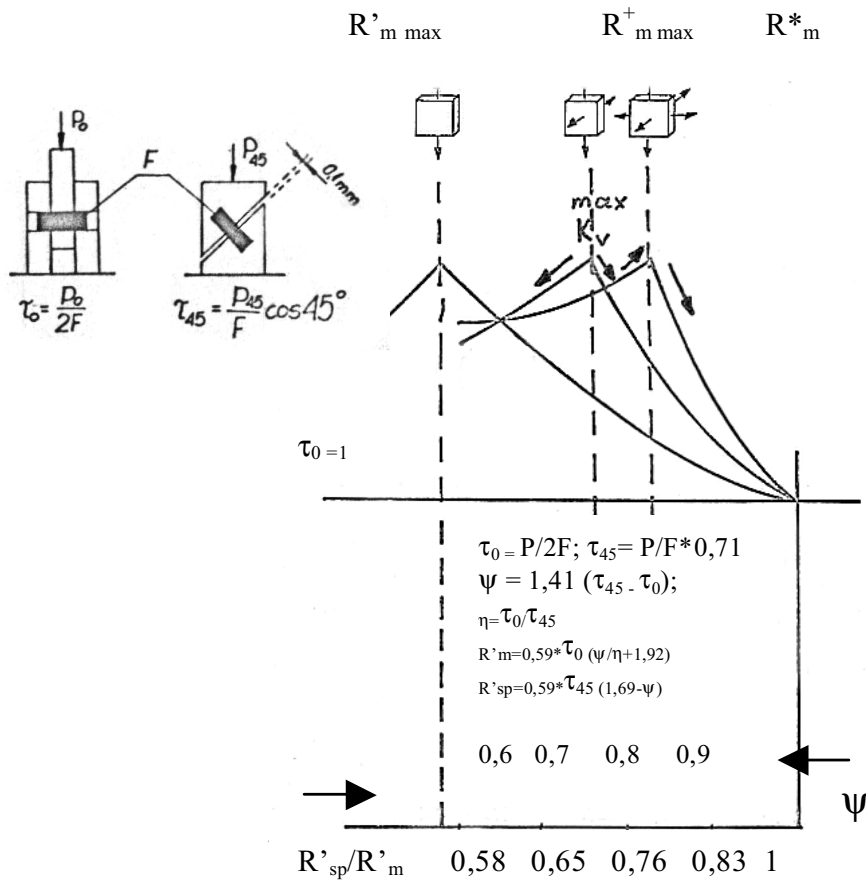 R’m max R+m max R*m
P0 F P45 0,1mm
max
Kv
τ0=P0/2F τ45=P45/F cos45°
τ0 =1
τ0 = P/2F; τ45= P/F*0,71
ψ = 1,41 (τ45 - τ0);
η=τ0/τ45
R’m=0,59*τ0 (ψ/η+1,92)
R’sp=0,59*τ45 (1,69-ψ)
0,6 0,7 0,8 0,9
ψ
R’sp/R’m 0,58 0,65 0,76 0,83 1